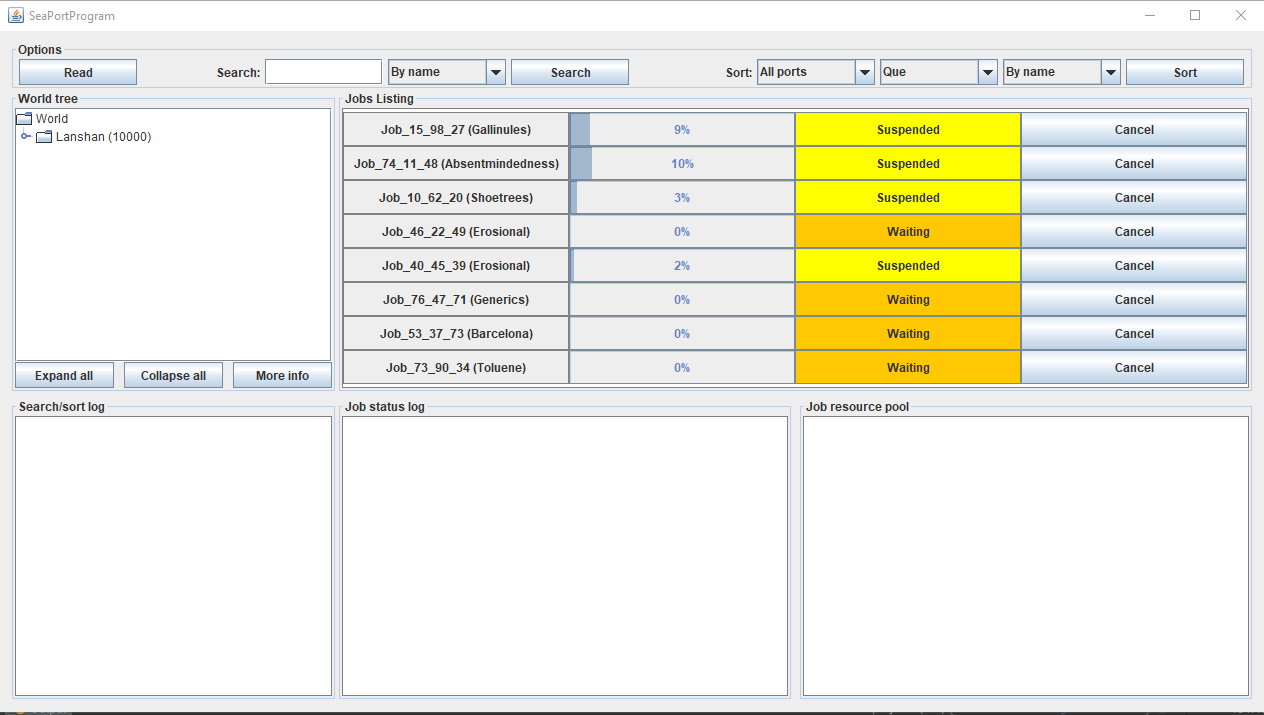 SeaPortProgram
Options
Read Search: By name Search Sort: All ports Que By name Sort
World tree
World
Lanshan (10000)
Expand all Collapse all More info
Jobs Listing
Job_15_98_27 (Gallinules) 9% Suspended Cancel
Job_74_11_48 (Absentmindedness) 10% Suspended Cancel
Job_10_62_20 (Shoetrees) 3% Suspended Cancel
Job_46_22_49 (Erosional) 0% Waiting Cancel
Job_40_45_39 (Erosional) 2% Suspended Cancel
Job_76_47_71 (Generics) 0% Waiting Cancel
Job_53_37_73 (Barcelona) 0% Waiting Cancel
Job_73_90_34 (Toluene) 0% Waiting Cancel
Search/sort log
Job status log
Job resource pool